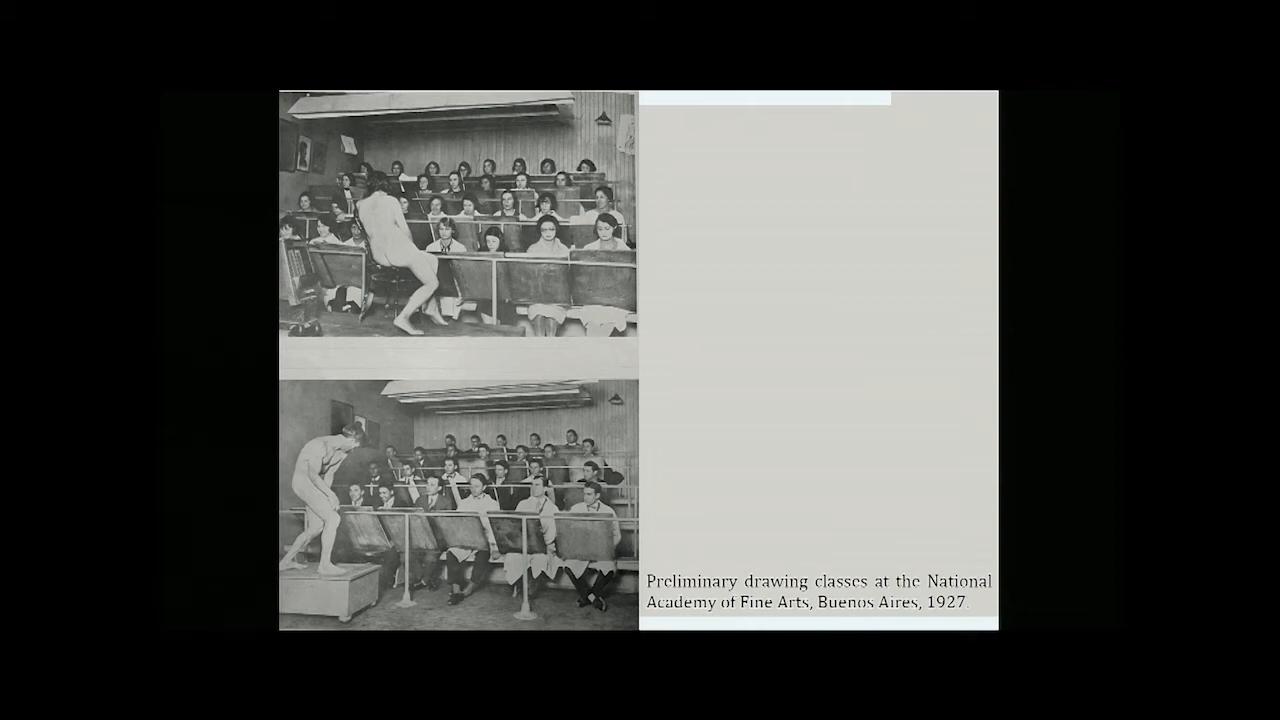 Preliminary drawing classes at the National
Academy of Fine Arts, Buenos Aires, 1927.